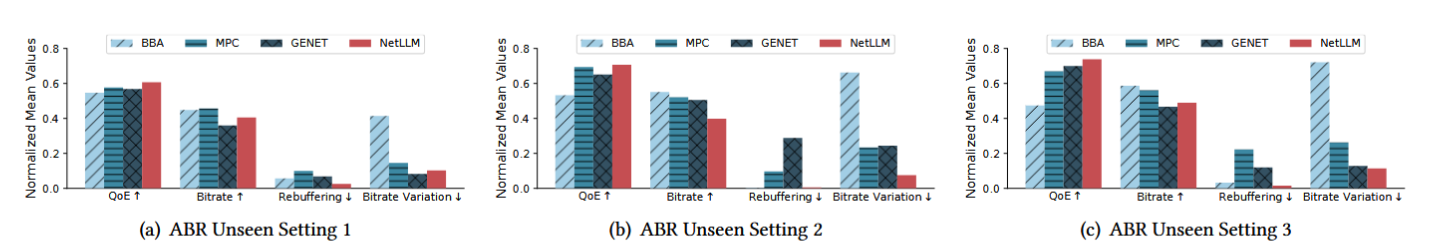 Normalized Mean Values
BBA MPC GENET NetLLM
0.8
0.6
0.4
0.2
0.0
QoE ↑ Bitrate ↑ Rebuffering ↓ Bitrate Variation ↓
(a) ABR Unseen Setting 1
Normalized Mean Values
BBA MPC GENET NetLLM
0.8
0.6
0.4
0.2
0.0
QoE ↑ Bitrate ↑ Rebuffering ↓ Bitrate Variation ↓
(b) ABR Unseen Setting 2
Normalized Mean Values
BBA MPC GENET NetLLM
0.8
0.6
0.4
0.2
0.0
QoE ↑ Bitrate ↑ Rebuffering ↓ Bitrate Variation ↓
(c) ABR Unseen Setting 3